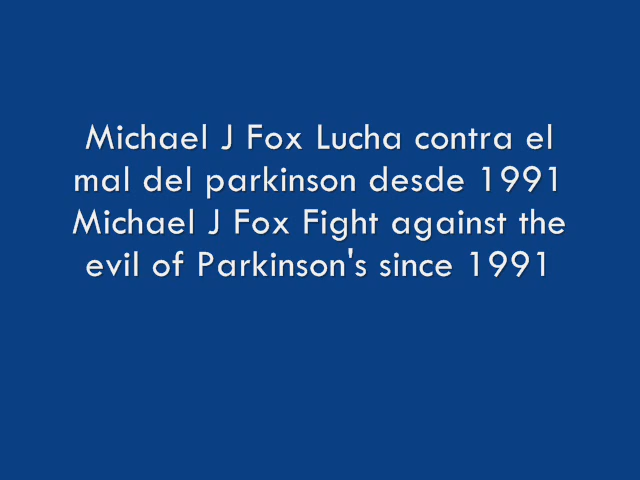 Michael J Fox Lucha contra el
mal del parkinson desde 1991
Michael J Fox Fight against the
evil of Parkinson's since 1991